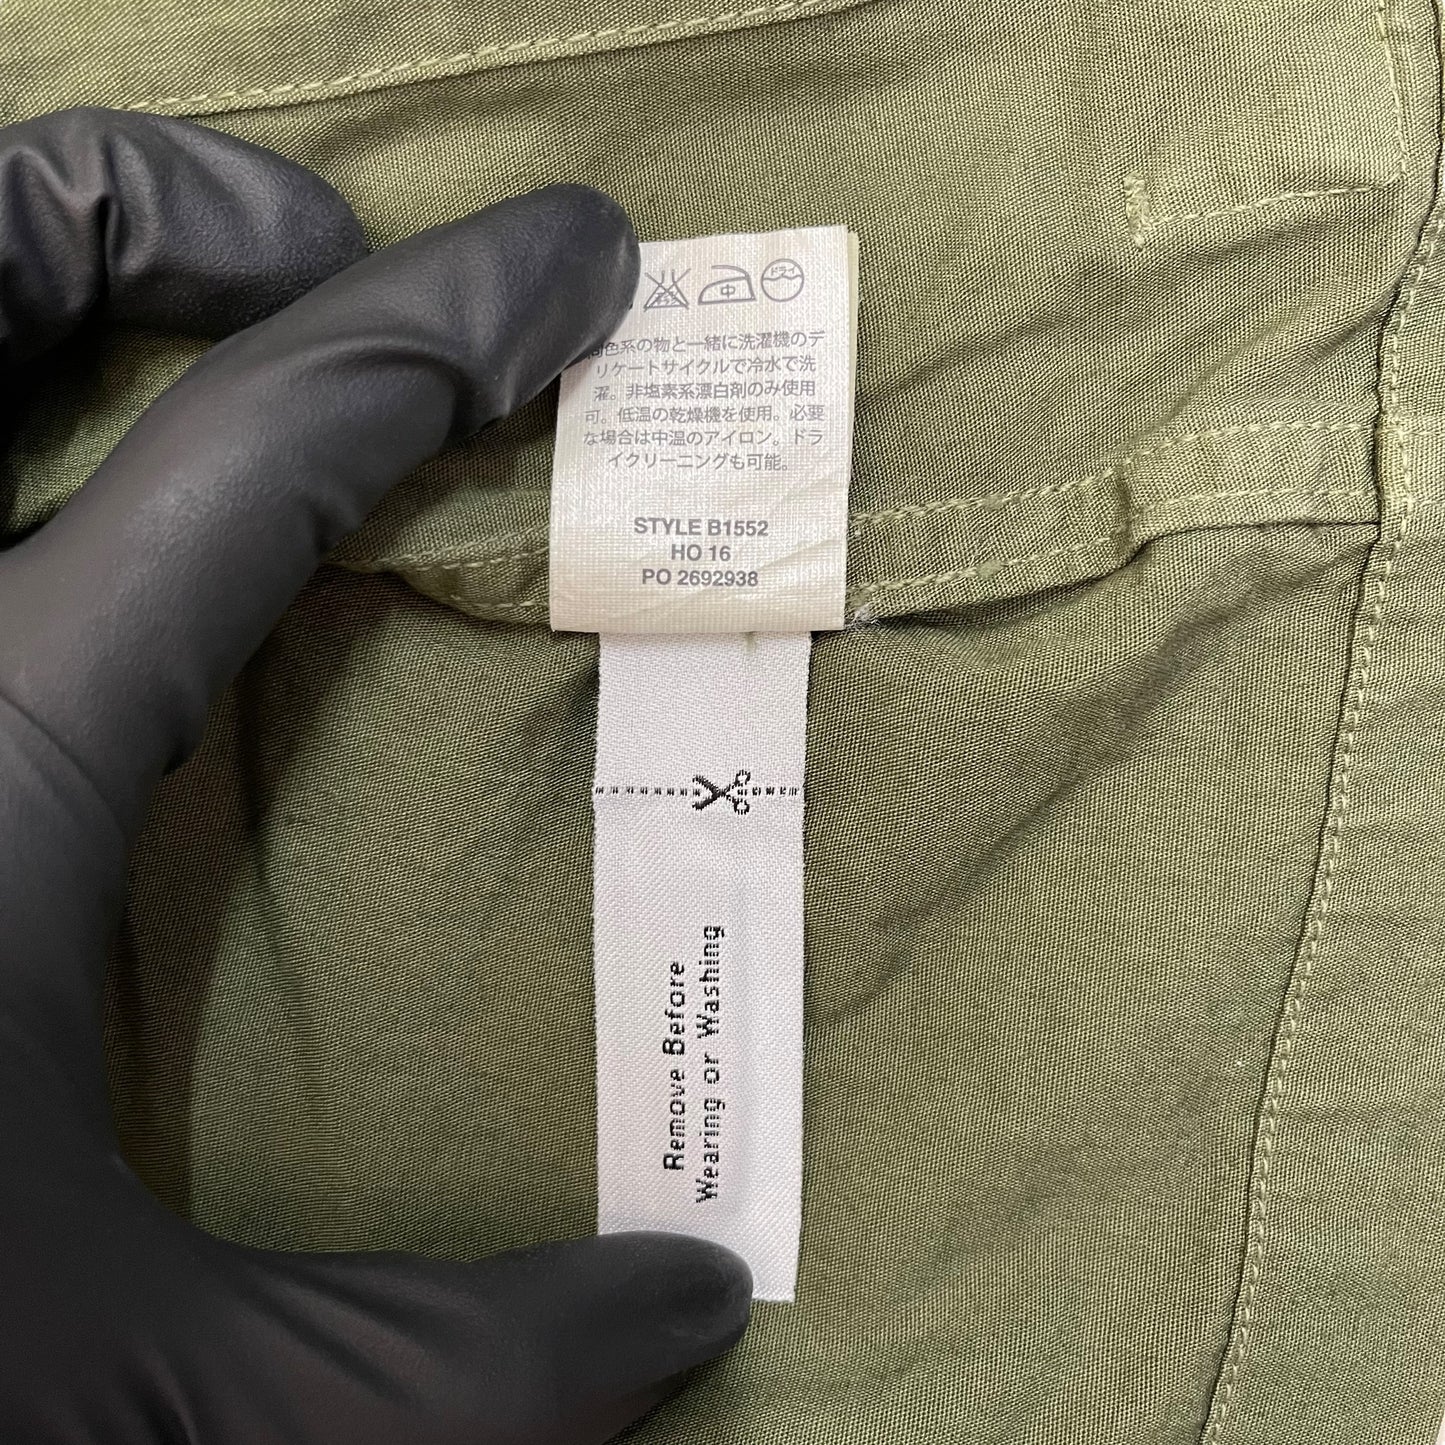 中 ドライ
同色系の物と一緒に洗濯機のデ
リケートサイクルで冷水で洗
濯。非塩素系漂白剤のみ使用
可。低温の乾燥機を使用。必要
な場合は中温のアイロン。ドラ
イクリーニングも可能。
STYLE B1552
HO 16
PO 2692938
Remove Before
Wearing or Washing